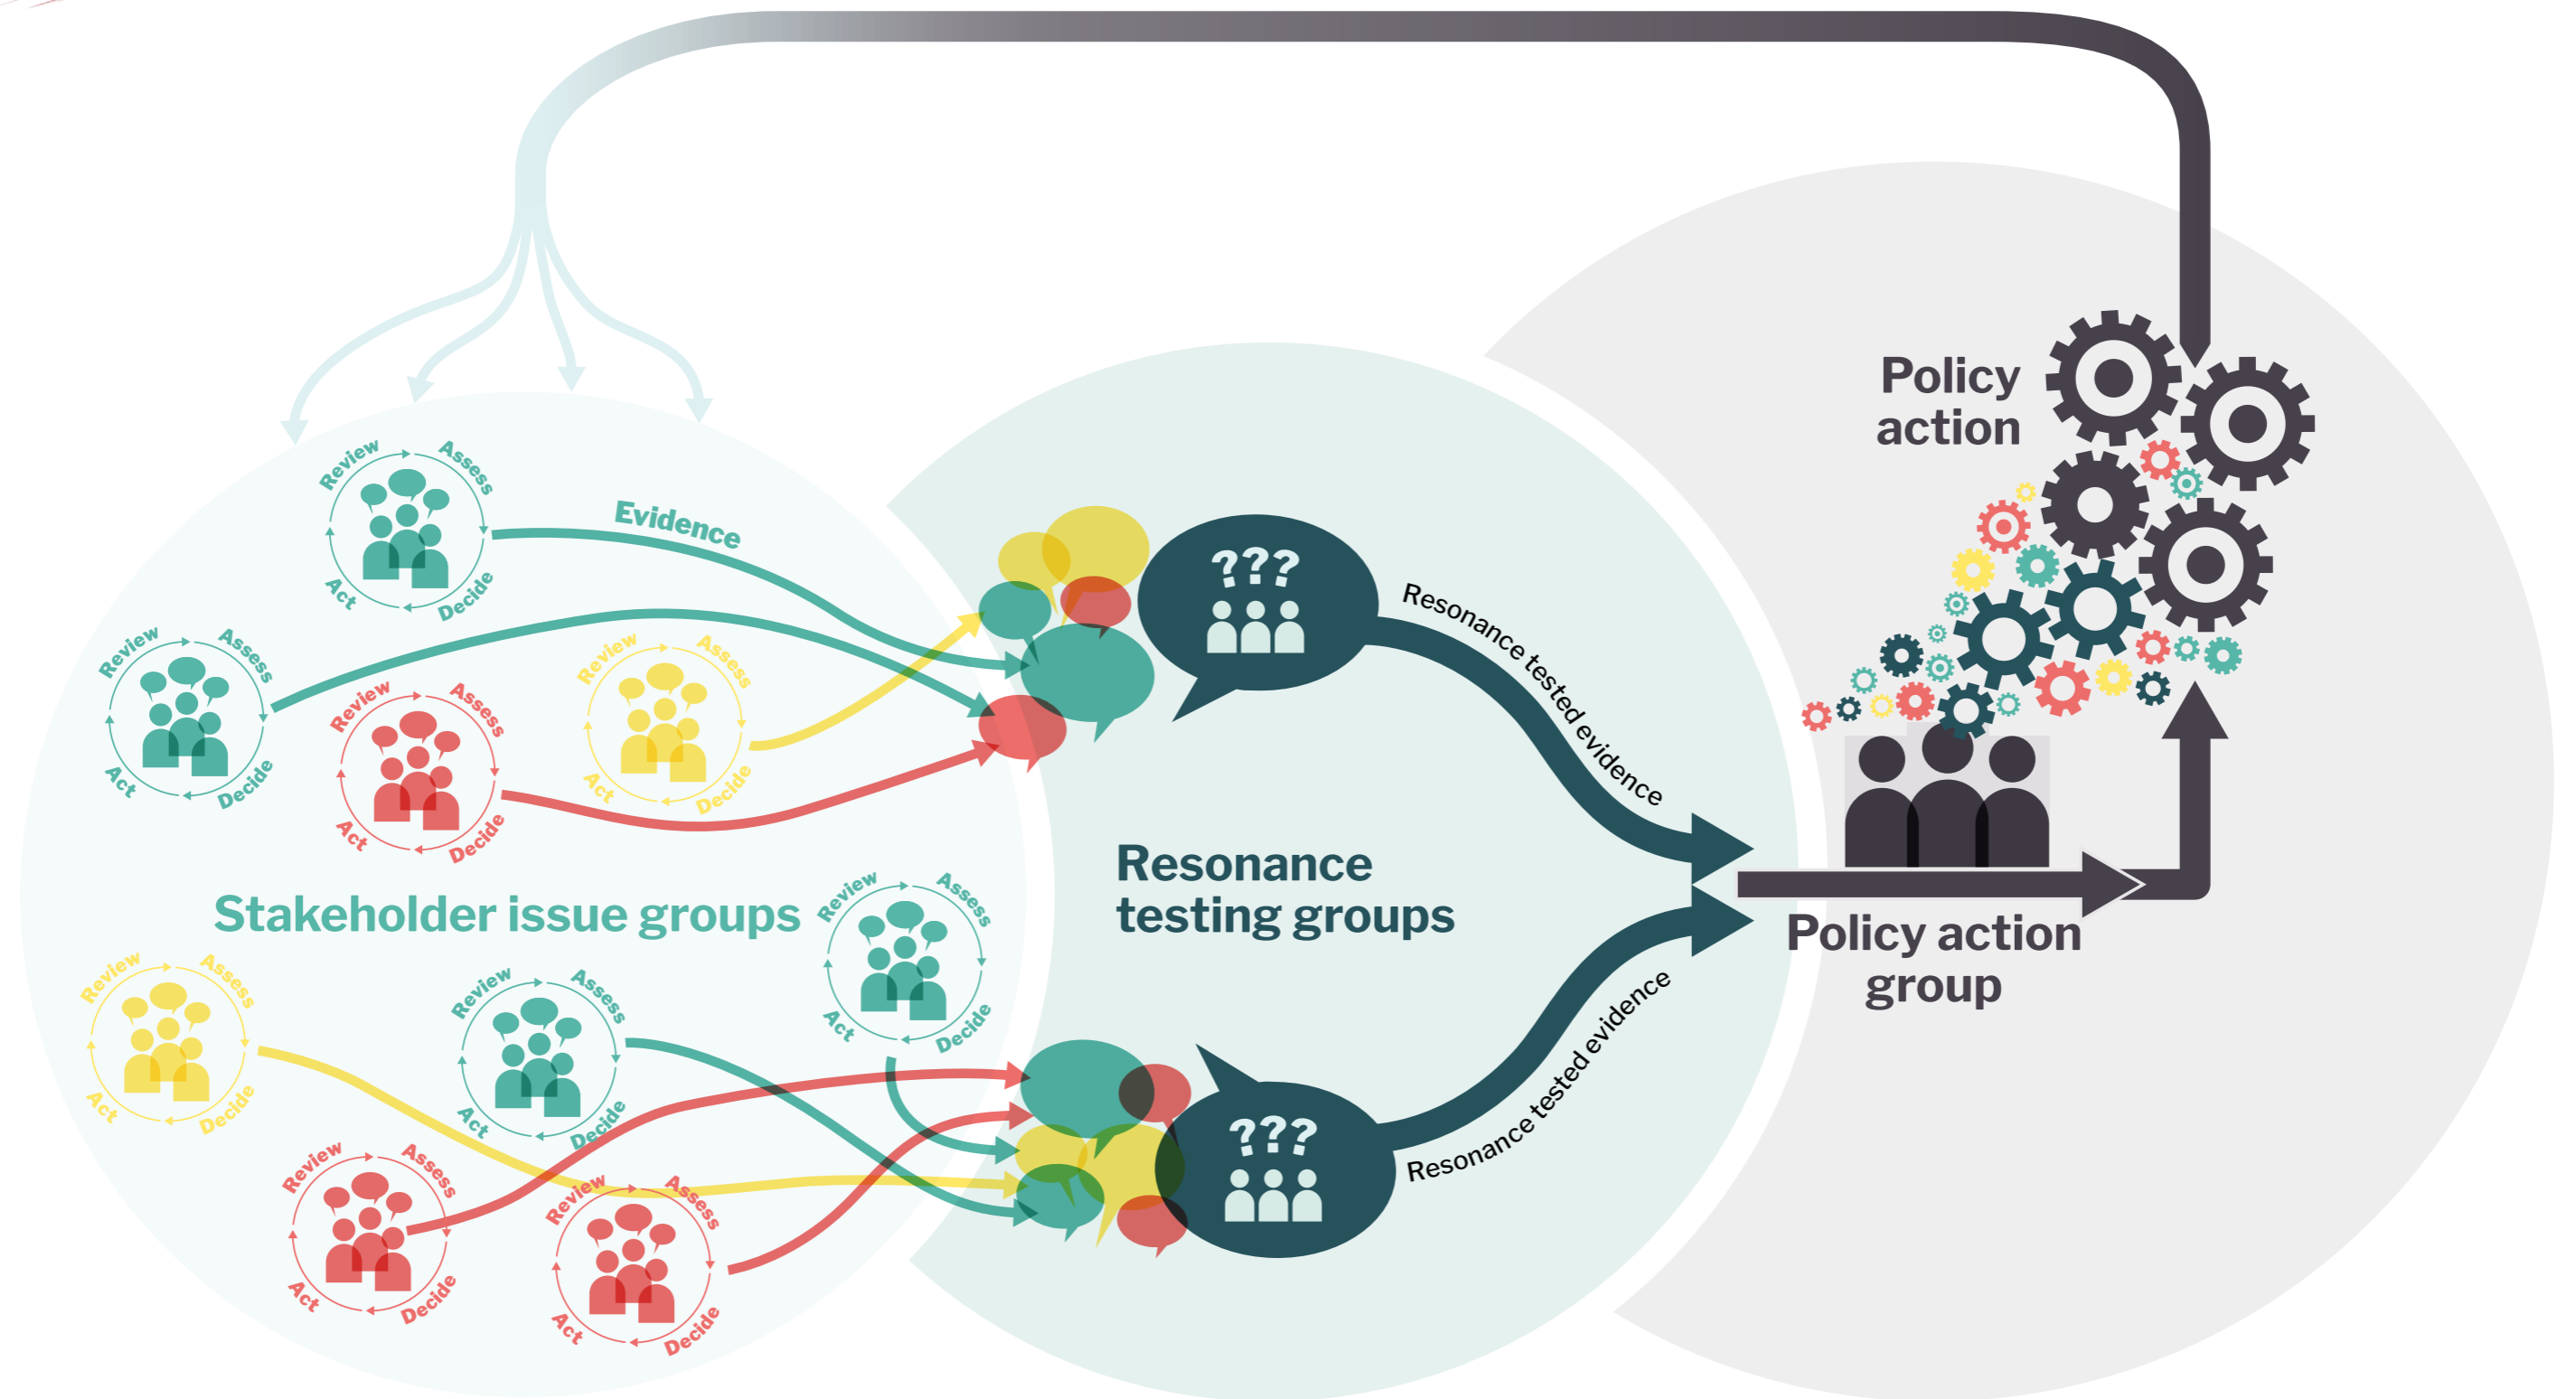 Policy
action
Review
Assess
Decide
Act
Evidence
Review
Assess
Decide
Act
Review
Assess
Decide
Act
Review
Assess
Decide
Act
Stakeholder issue groups
Review
Assess
Decide
Act
Review
Assess
Decide
Act
Review
Assess
Decide
Act
Review
Assess
Decide
Act
Review
Assess
Decide
Act
???
Resonance tested evidence
Resonance
testing groups
???
Resonance tested evidence
Policy action
group